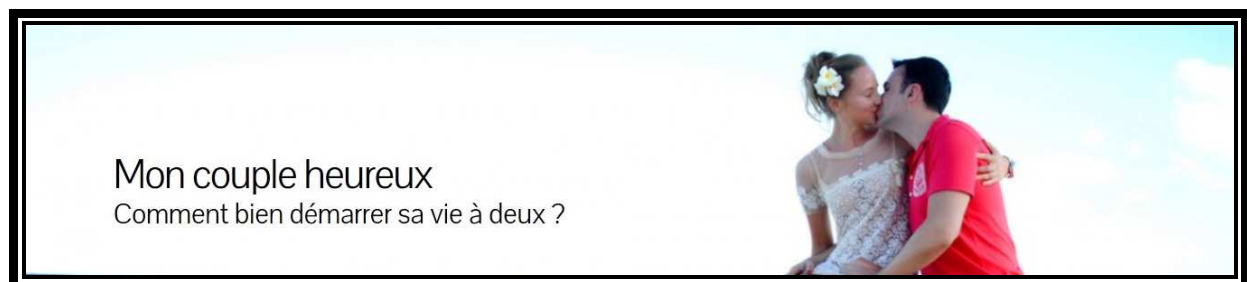 Mon couple heureux
Comment bien démarrer sa vie à deux ?